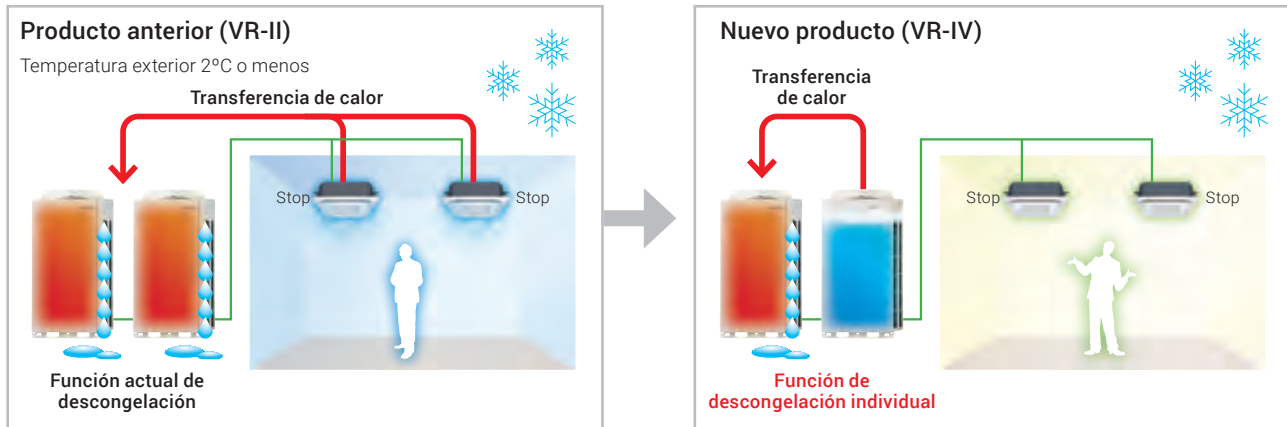 Producto anterior (VR-II)
Temperatura exterior 2ºC o menos
Transferencia de calor
Stop
Stop
Función actual de
descongelación
Nuevo producto (VR-IV)
Transferencia
de calor
Stop
Stop
Función de
descongelación individual